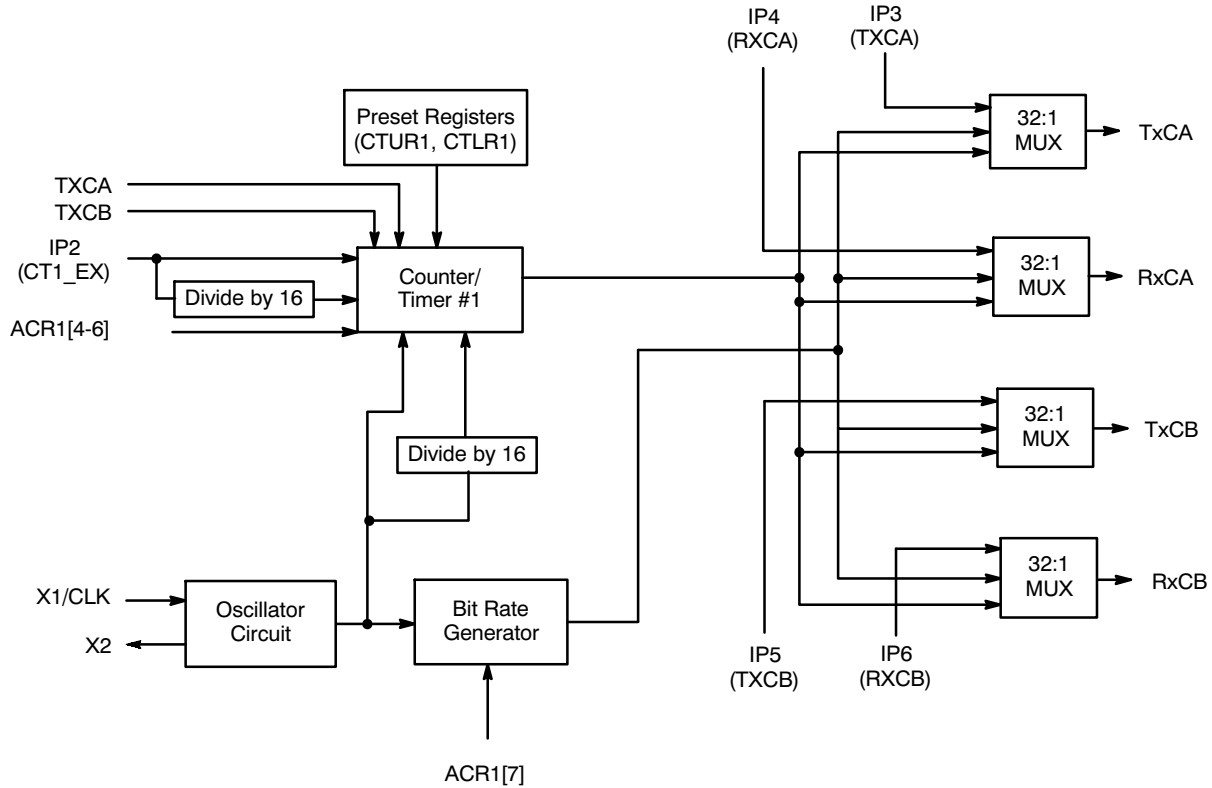 IP4
(RXCA)
IP3
(TXCA)
Preset Registers
(CTUR1, CTLR1)
32:1
MUX
TxCA
TXCA
TXCB
IP2
(CT1_EX)
Divide by 16
ACR1[4-6]
Counter/
Timer #1
32:1
MUX
RxCA
Divide by 16
32:1
MUX
TxCB
X1/CLK
X2
Oscillator
Circuit
Bit Rate
Generator
32:1
MUX
RxCB
IP5
(TXCB)
IP6
(RXCB)
ACR1[7]